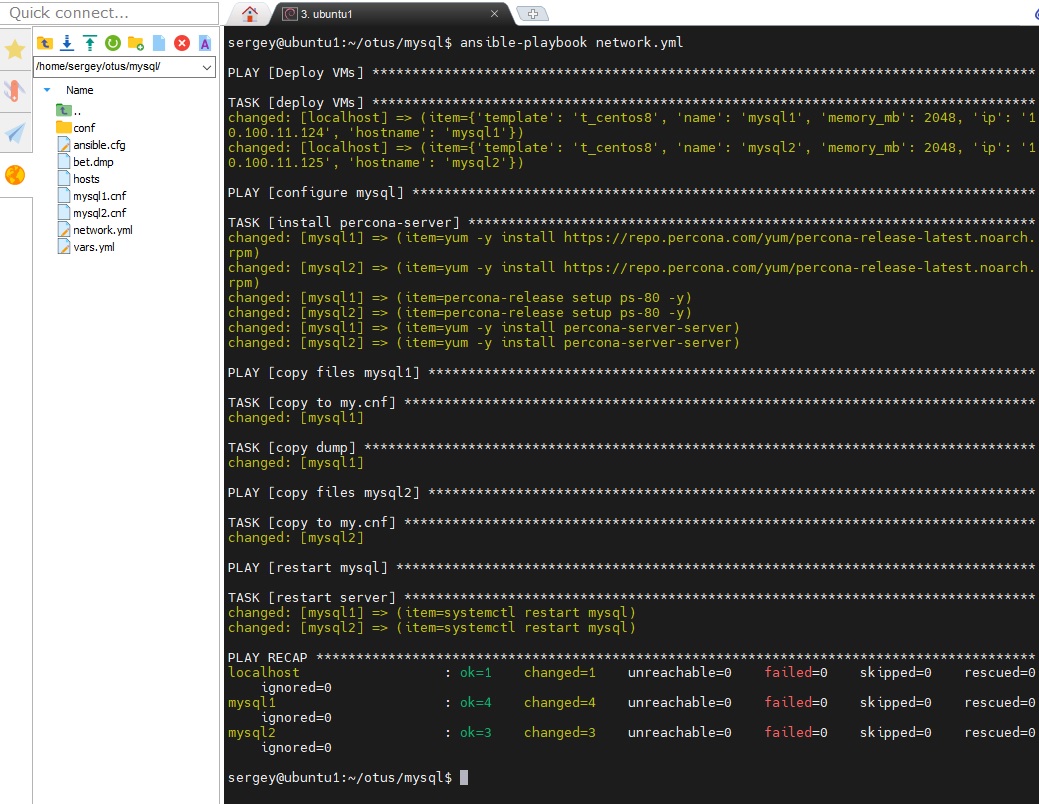 Quick connect...
3. ubuntu1
/home/sergey/otus/mysql/
Name
..
conf
ansible.cfg
bet.dmp
hosts
mysql1.cnf
mysql2.cnf
network.yml
vars.yml
sergey@ubuntu1:~/otus/mysql$ ansible-playbook network.yml
PLAY [Deploy VMs] ***********************************************************************************
TASK [deploy VMs] ***********************************************************************************
changed: [localhost] => (item={'template': 't_centos8', 'name': 'mysql1', 'memory_mb': 2048, 'ip': '1
0.100.11.124', 'hostname': 'mysql1'})
changed: [localhost] => (item={'template': 't_centos8', 'name': 'mysql2', 'memory_mb': 2048, 'ip': '1
0.100.11.125', 'hostname': 'mysql2'})
PLAY [configure mysql] ******************************************************************************
TASK [install percona-server] ***********************************************************************
changed: [mysql1] => (item=yum -y install https://repo.percona.com/yum/percona-release-latest.noarch.
rpm)
changed: [mysql2] => (item=yum -y install https://repo.percona.com/yum/percona-release-latest.noarch.
rpm)
changed: [mysql1] => (item=percona-release setup ps-80 -y)
changed: [mysql2] => (item=percona-release setup ps-80 -y)
changed: [mysql1] => (item=yum -y install percona-server-server)
changed: [mysql2] => (item=yum -y install percona-server-server)
PLAY [copy files mysql1] ****************************************************************************
TASK [copy to my.cnf] *******************************************************************************
changed: [mysql1]
TASK [copy dump] ************************************************************************************
changed: [mysql1]
PLAY [copy files mysql2] ****************************************************************************
TASK [copy to my.cnf] *******************************************************************************
changed: [mysql2]
PLAY [restart mysql] ********************************************************************************
TASK [restart server] *******************************************************************************
changed: [mysql1] => (item=systemctl restart mysql)
changed: [mysql2] => (item=systemctl restart mysql)
PLAY RECAP ******************************************************************************************
localhost                  : ok=1    changed=1    unreachable=0    failed=0    skipped=0    rescued=0
    ignored=0
mysql1                     : ok=4    changed=4    unreachable=0    failed=0    skipped=0    rescued=0
    ignored=0
mysql2                     : ok=3    changed=3    unreachable=0    failed=0    skipped=0    rescued=0
    ignored=0
sergey@ubuntu1:~/otus/mysql$